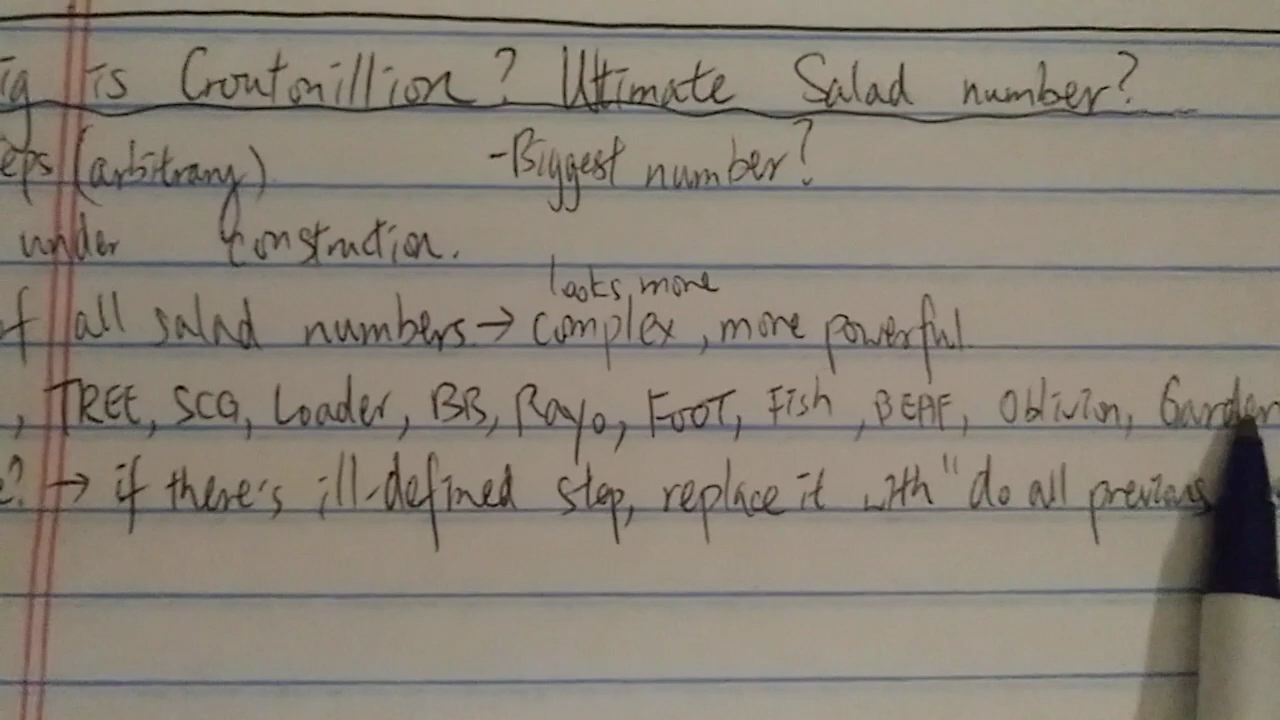 ig is Croutonillion? Ultimate Salad number?
eps (arbitrary) -Biggest number?
under construction.
looks more
of all salad numbers → complex, more powerful
, TREE, SCG, Loader, BB, Rayo, FOOT, Fish, BEAF, Oblivion, Garden
e? → if there's ill-defined step, replace it with "do all previous